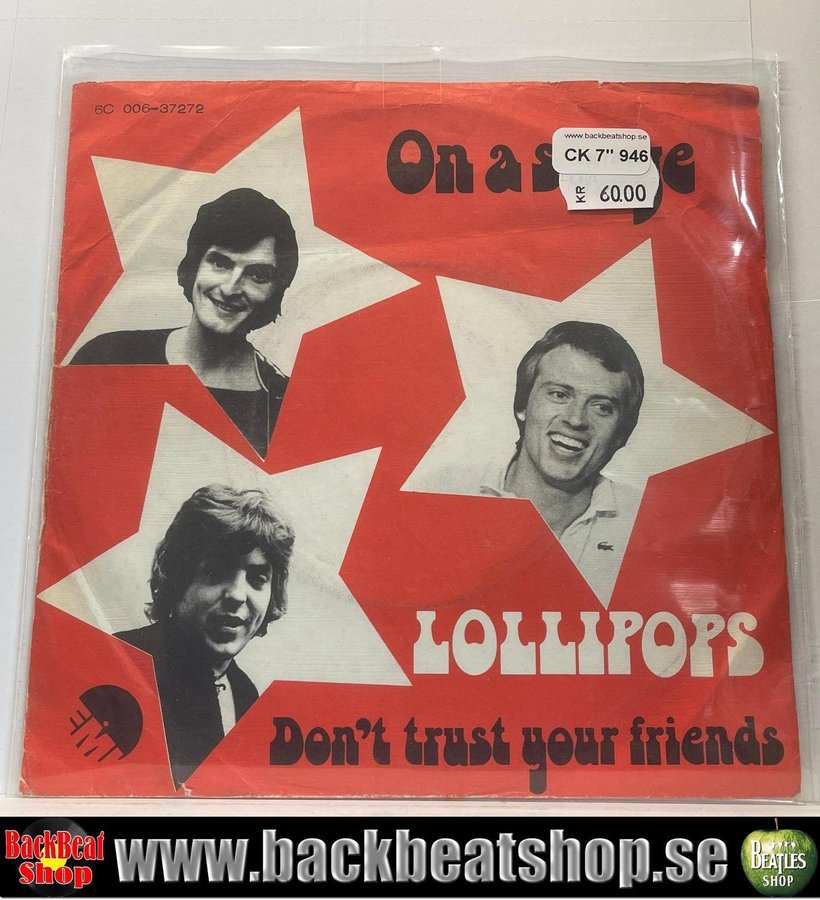 6C 006-37272
On a
www.backbeatshop.se
CK 7" 946
KR 60.00
LOLLIPOPS
EMI
Don't trust your friends
BackBeat
Shop
www.backbeatshop.se
BEATLES
SHOP